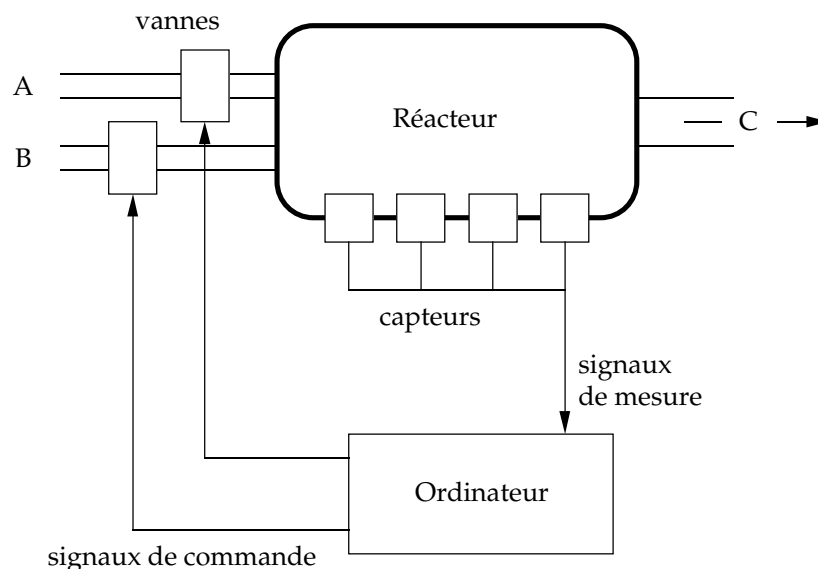 vannes
A
B
Réacteur
C
capteurs
signaux
de mesure
Ordinateur
signaux de commande